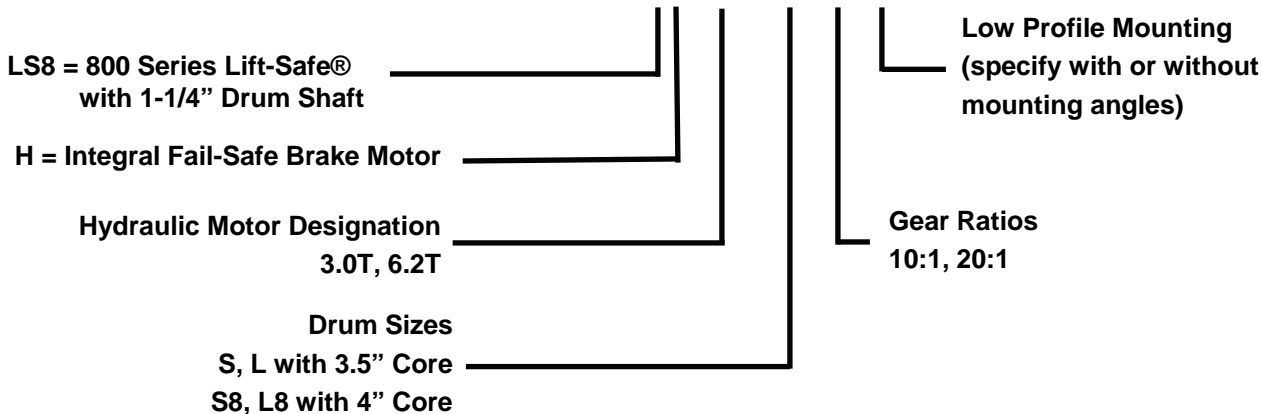 LS8 = 800 Series Lift-Safe®
with 1-1/4” Drum Shaft
H = Integral Fail-Safe Brake Motor
Hydraulic Motor Designation
3.0T, 6.2T
Drum Sizes
S, L with 3.5” Core
S8, L8 with 4” Core
Low Profile Mounting
(specify with or without
mounting angles)
Gear Ratios
10:1, 20:1